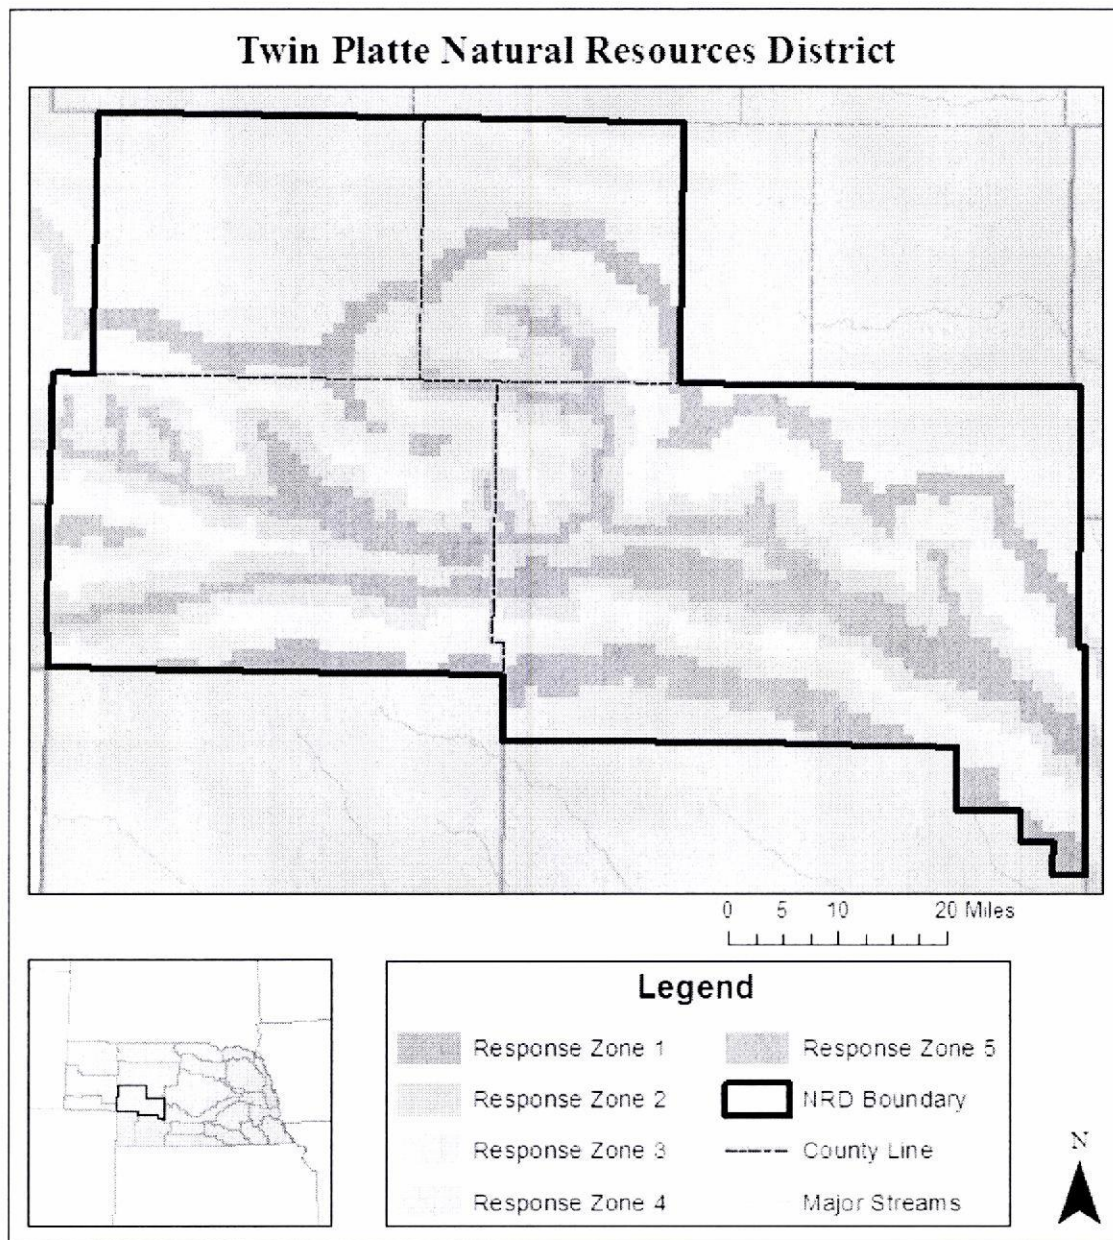 Twin Platte Natural Resources District
0 5 10 20 Miles
Legend
Response Zone 1
Response Zone 2
Response Zone 3
Response Zone 4
Response Zone 5
NRD Boundary
County Line
Major Streams
N